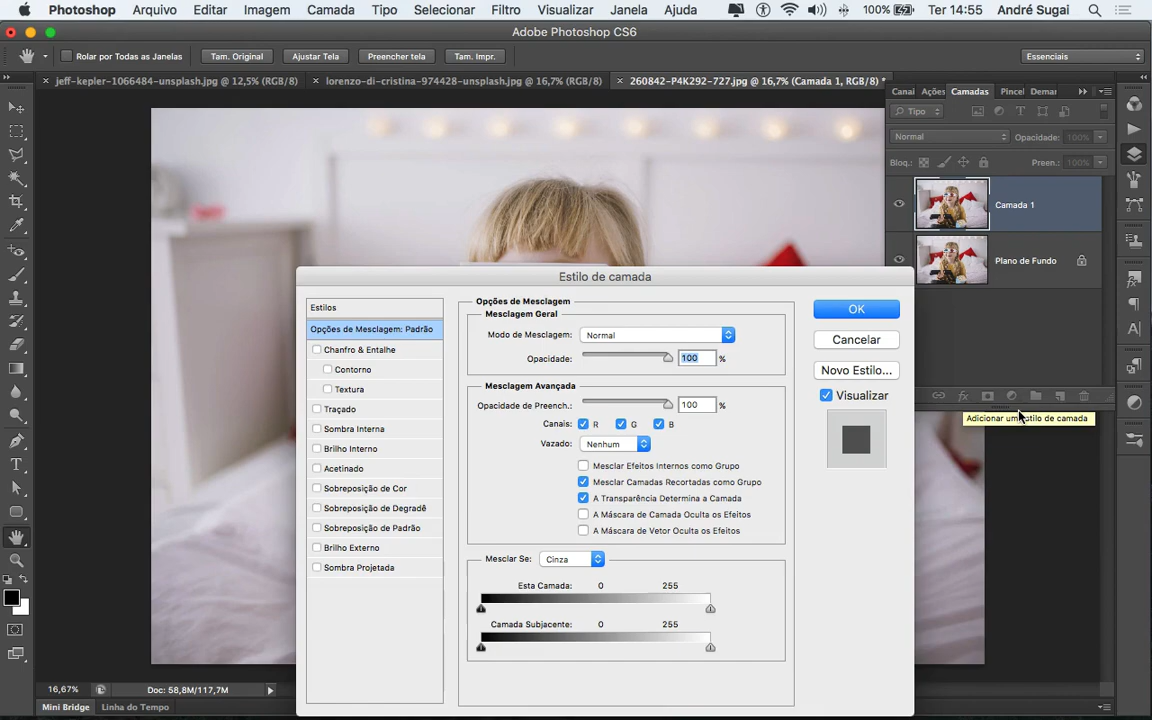 Photoshop Arquivo Editar Imagem Camada Tipo Selecionar Filtro Visualizar Janela Ajuda 100% Ter 14:55 André Sugai
Adobe Photoshop CS6
Rolar por Todas as Janelas Tam. Original Ajustar Tela Preencher tela Tam. Impr. Essenciais
jeff-kepler-1066484-unsplash.jpg @ 12,5% (RGB/8) lorenzo-di-cristina-974428-unsplash.jpg @ 16,7% (RGB/8) 260842-P4K292-727.jpg @ 16,7% (Camada 1, RGB/8) *
Canai Ações Camadas Pincel Demar
Tipo
Normal Opacidade: 100%
Bloq.: Preen.: 100%
Camada 1
Plano de Fundo
Adicionar um estilo de camada
Estilo de camada
Estilos
Opções de Mesclagem: Padrão
Chanfro & Entalhe
Contorno
Textura
Traçado
Sombra Interna
Brilho Interno
Acetinado
Sobreposição de Cor
Sobreposição de Degradê
Sobreposição de Padrão
Brilho Externo
Sombra Projetada
Opções de Mesclagem
Mesclagem Geral
Modo de Mesclagem: Normal
Opacidade: 100 %
Mesclagem Avançada
Opacidade de Preench.: 100 %
Canais: R G B
Vazado: Nenhum
Mesclar Efeitos Internos como Grupo
Mesclar Camadas Recortadas como Grupo
A Transparência Determina a Camada
A Máscara de Camada Oculta os Efeitos
A Máscara de Vetor Oculta os Efeitos
Mesclar Se: Cinza
Esta Camada: 0 255
Camada Subjacente: 0 255
OK
Cancelar
Novo Estilo...
Visualizar
16,67% Doc: 58,8M/117,7M
Mini Bridge Linha do Tempo